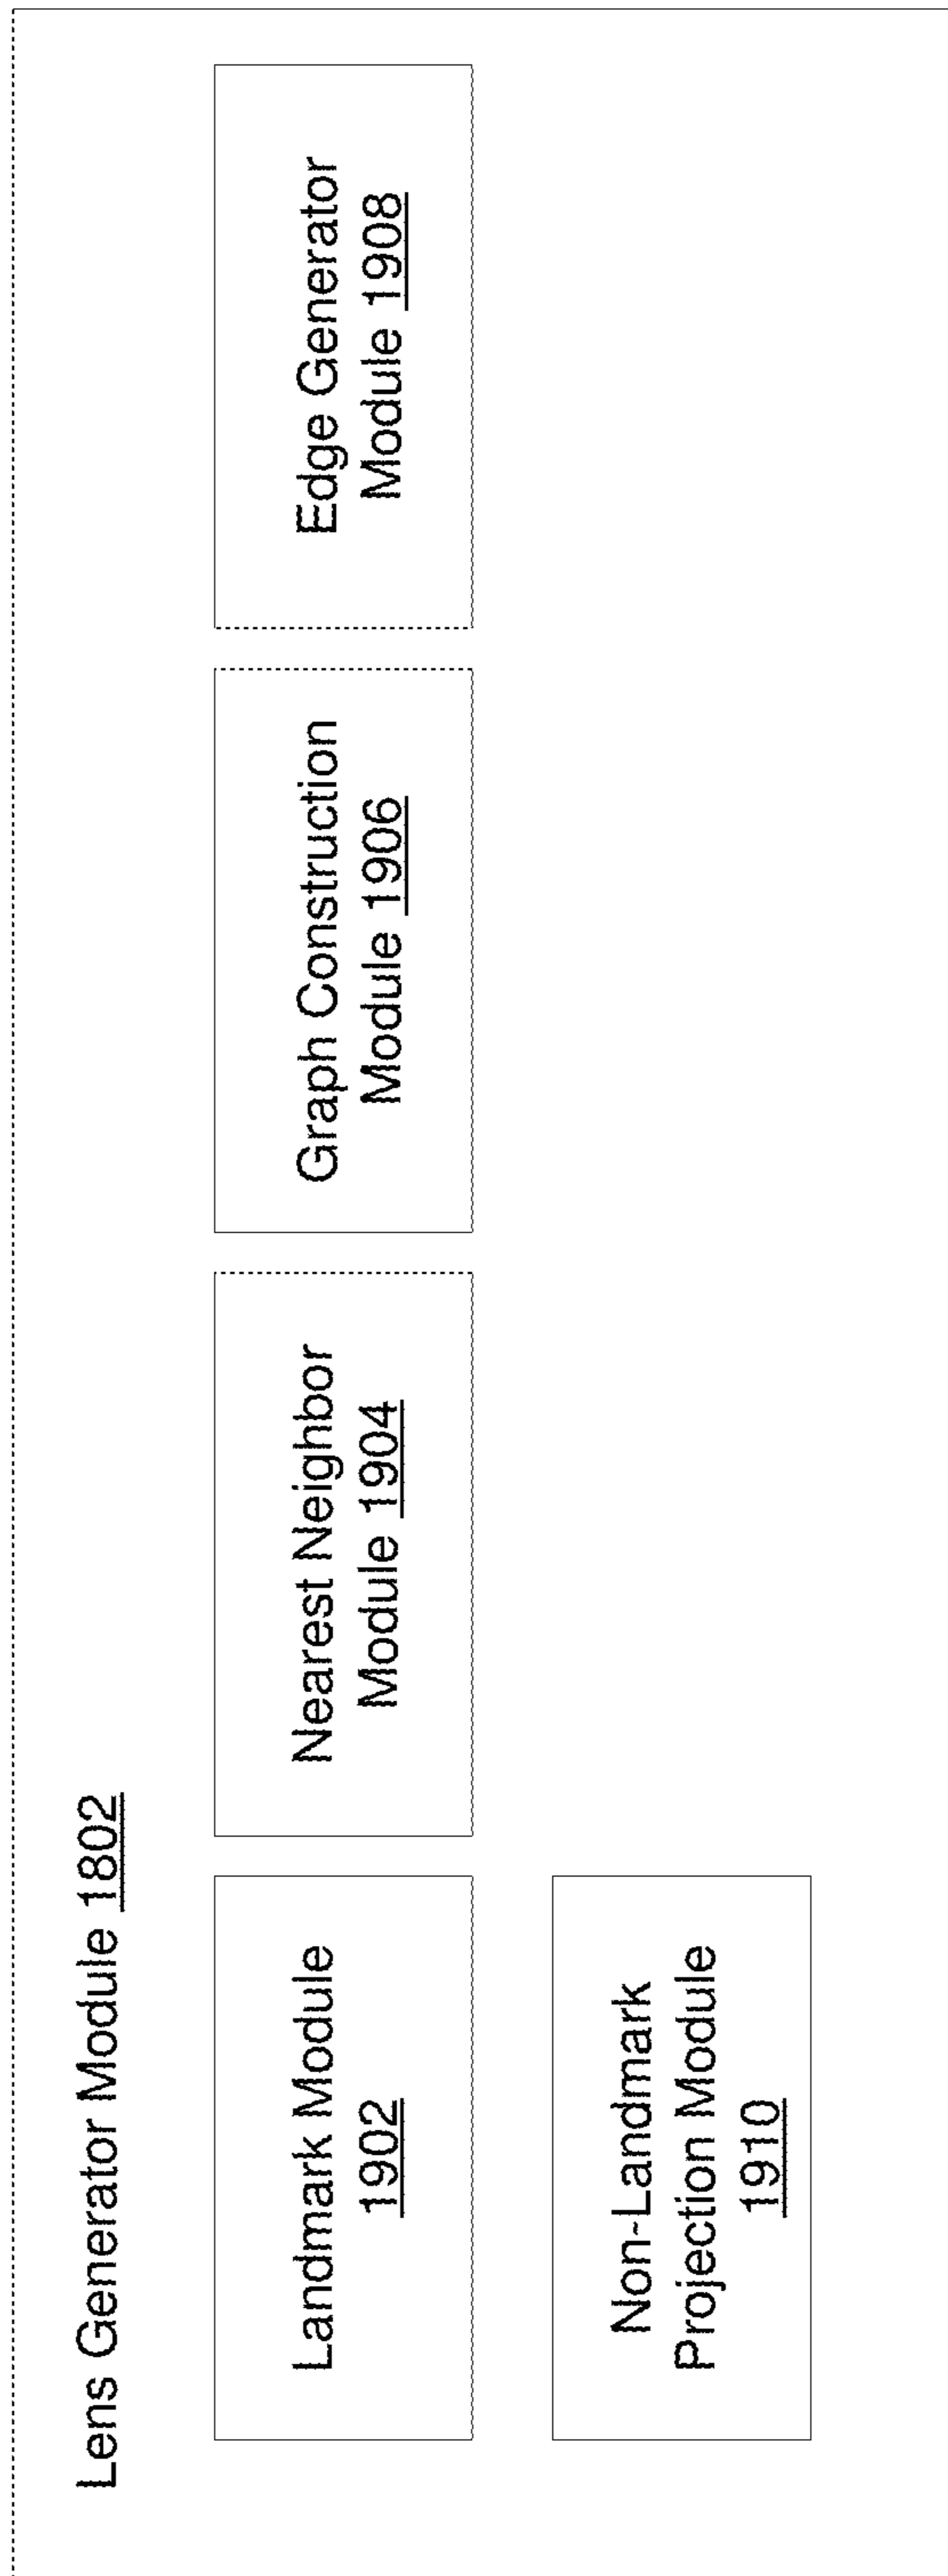 Lens Generator Module 1802
Landmark Module
1902
Nearest Neighbor
Module 1904
Graph Construction
Module 1906
Edge Generator
Module 1908
Non-Landmark
Projection Module
1910